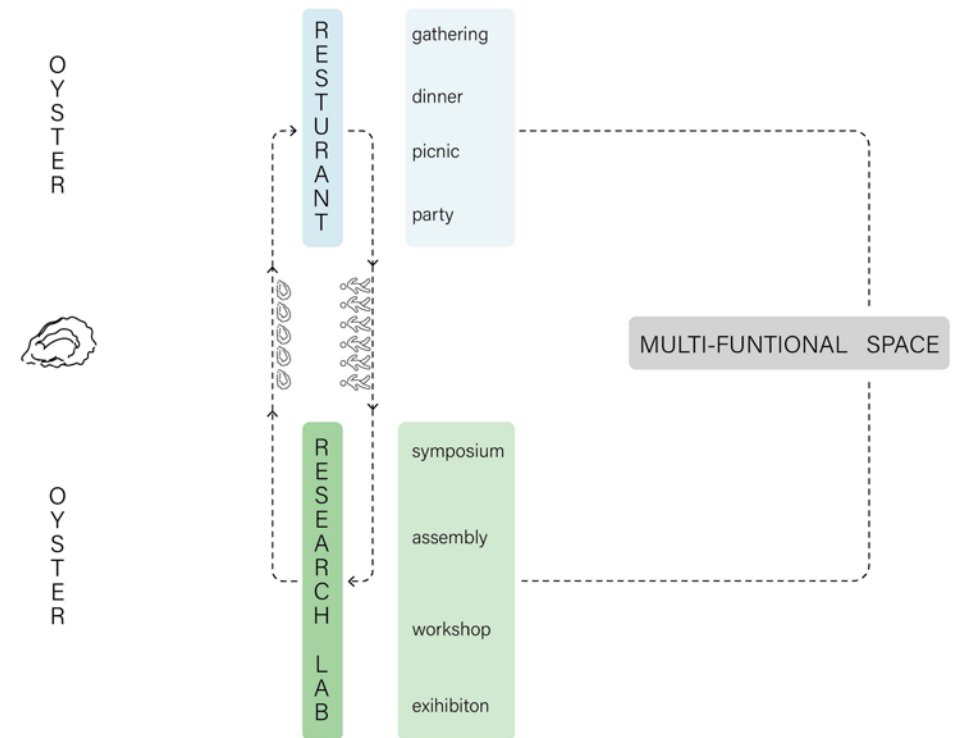 OYSTER
RESTURANT
gathering
dinner
picnic
party
MULTI-FUNTIONAL SPACE
OYSTER
RESEARCH LAB
symposium
assembly
workshop
exihibiton